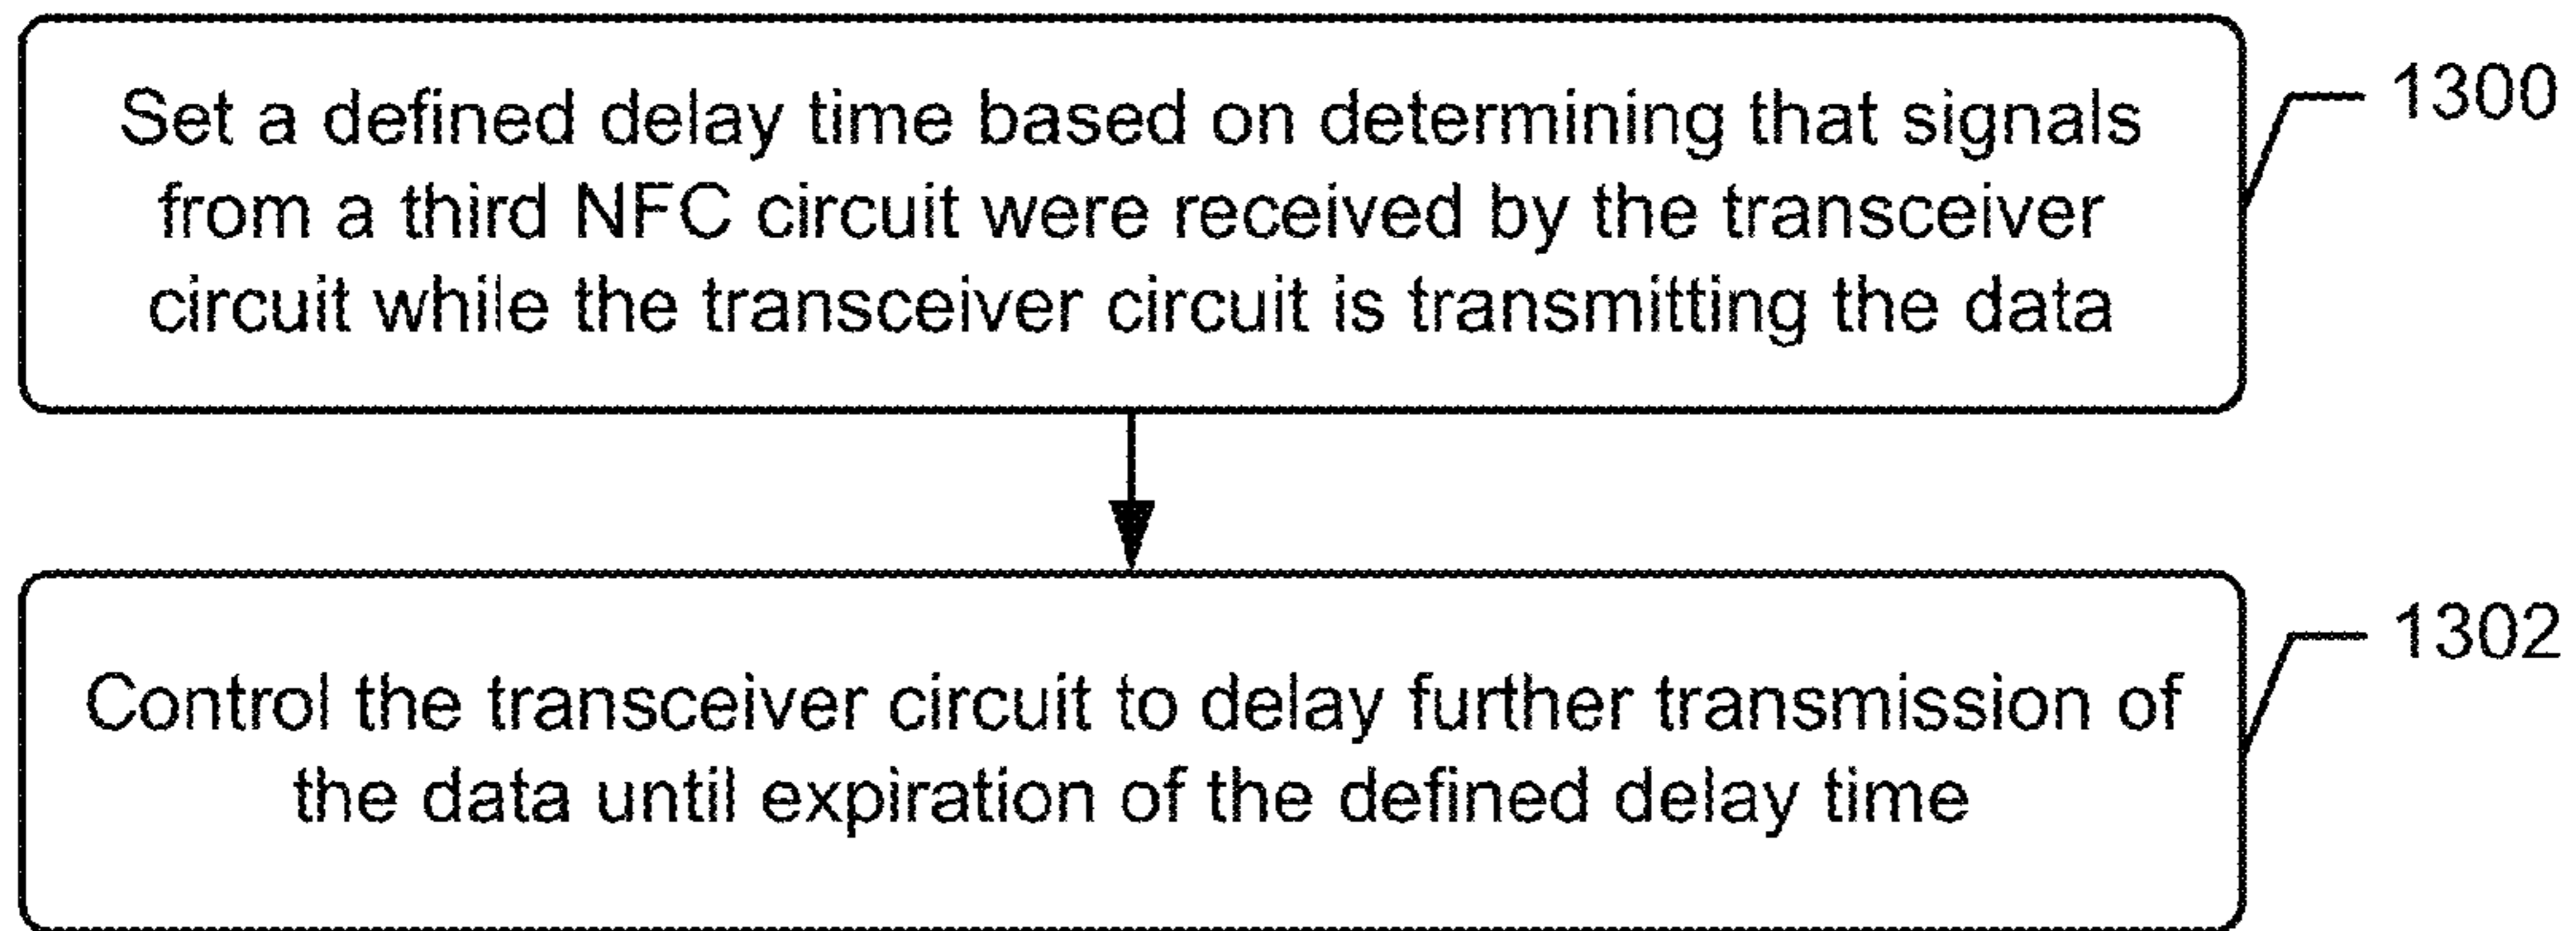 Set a defined delay time based on determining that signals
from a third NFC circuit were received by the transceiver
circuit while the transceiver circuit is transmitting the data
1300
Control the transceiver circuit to delay further transmission of
the data until expiration of the defined delay time
1302